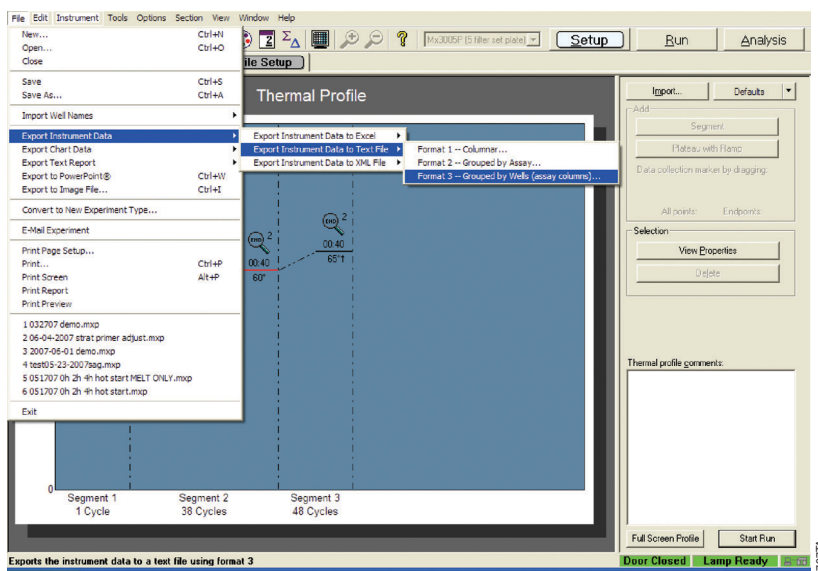 File Edit Instrument Tools Options Section View Window Help
New... Ctrl+N
Open... Ctrl+O
Close
Save Ctrl+S
Save As... Ctrl+A
Import Well Names
Export Instrument Data
Export Chart Data
Export Text Report
Export to PowerPoint® Ctrl+W
Export to Image File... Ctrl+I
Convert to New Experiment Type...
E-Mail Experiment
Print Page Setup...
Print... Ctrl+P
Print Screen Alt+P
Print Report
Print Preview
1 032707 demo.mxp
2 06-04-2007 strat primer adjust.mxp
3 2007-06-01 demo.mxp
4 test05-23-2007sag.mxp
5 051707 0h 2h 4h hot start MELT ONLY.mxp
6 051707 0h 2h 4h hot start.mxp
Exit
Export Instrument Data to Excel
Export Instrument Data to Text File
Export Instrument Data to XML File
Format 1 -- Columnar...
Format 2 -- Grouped by Assay...
Format 3 -- Grouped by Wells (assay columns)...
Mx3005P (5 filter set plate)
Setup Run Analysis
file Setup
Thermal Profile
END 2
00:40
60°
END 2
00:40
65°↑
0
Segment 1 Segment 2 Segment 3
1 Cycle 38 Cycles 48 Cycles
Import... Defaults
Add
Segment
Plateau with Ramp
Data collection marker by dragging:
All points: Endpoints:
Selection
View Properties
Delete
Thermal profile comments:
Full Screen Profile Start Run
Exports the instrument data to a text file using format 3
Door Closed Lamp Ready